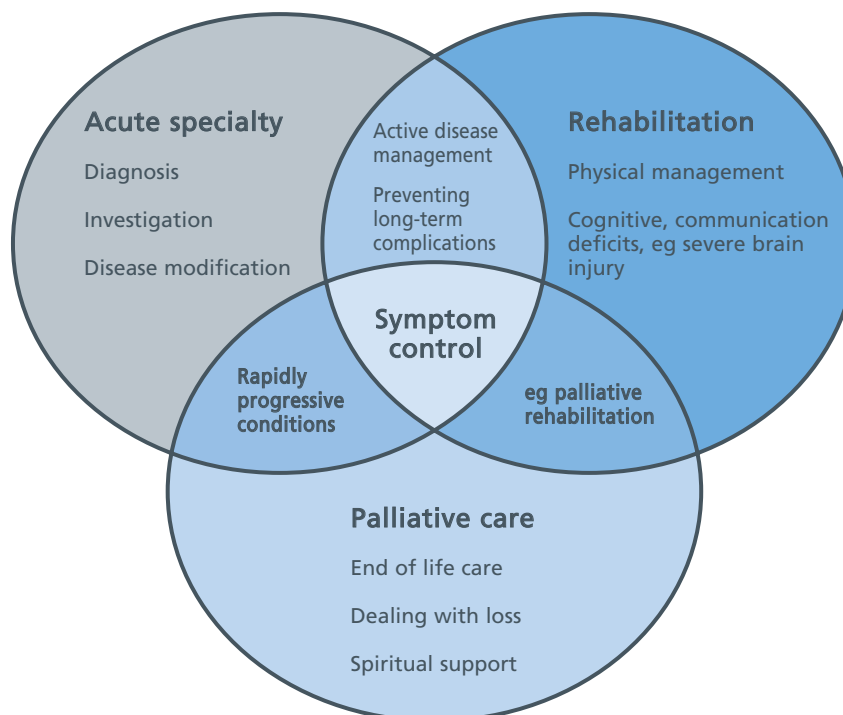 Acute specialty
Diagnosis
Investigation
Disease modification
Active disease
management
Preventing
long-term
complications
Rehabilitation
Physical management
Cognitive, communication
deficits, eg severe brain
injury
Symptom
control
Rapidly
progressive
conditions
eg palliative
rehabilitation
Palliative care
End of life care
Dealing with loss
Spiritual support